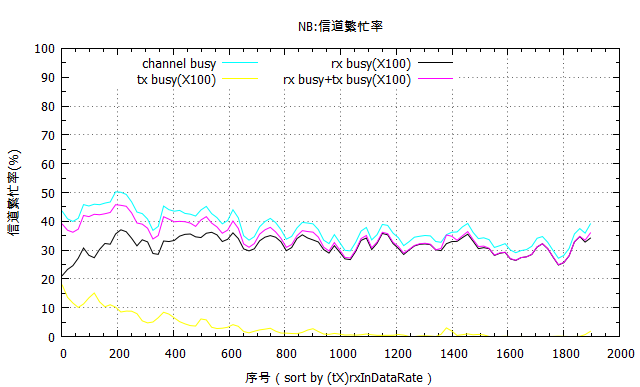 NB:信道繁忙率
channel busy
tx busy(X100)
rx busy(X100)
rx busy+tx busy(X100)
100
90
80
70
60
50
40
30
20
10
0
信道繁忙率(%)
0 200 400 600 800 1000 1200 1400 1600 1800 2000
序号 ( sort by (tX)rxInDataRate )